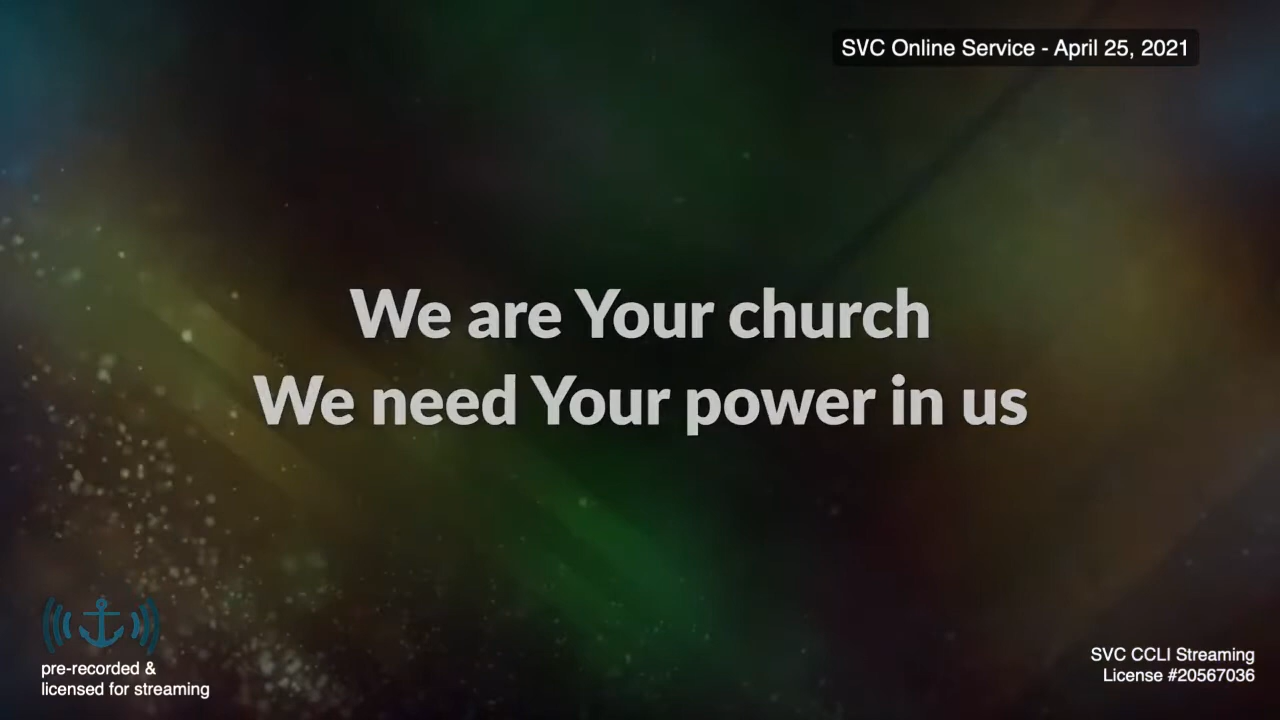 SVC Online Service - April 25, 2021
We are Your church
We need Your power in us
pre-recorded &
licensed for streaming
SVC CCLI Streaming
License #20567036